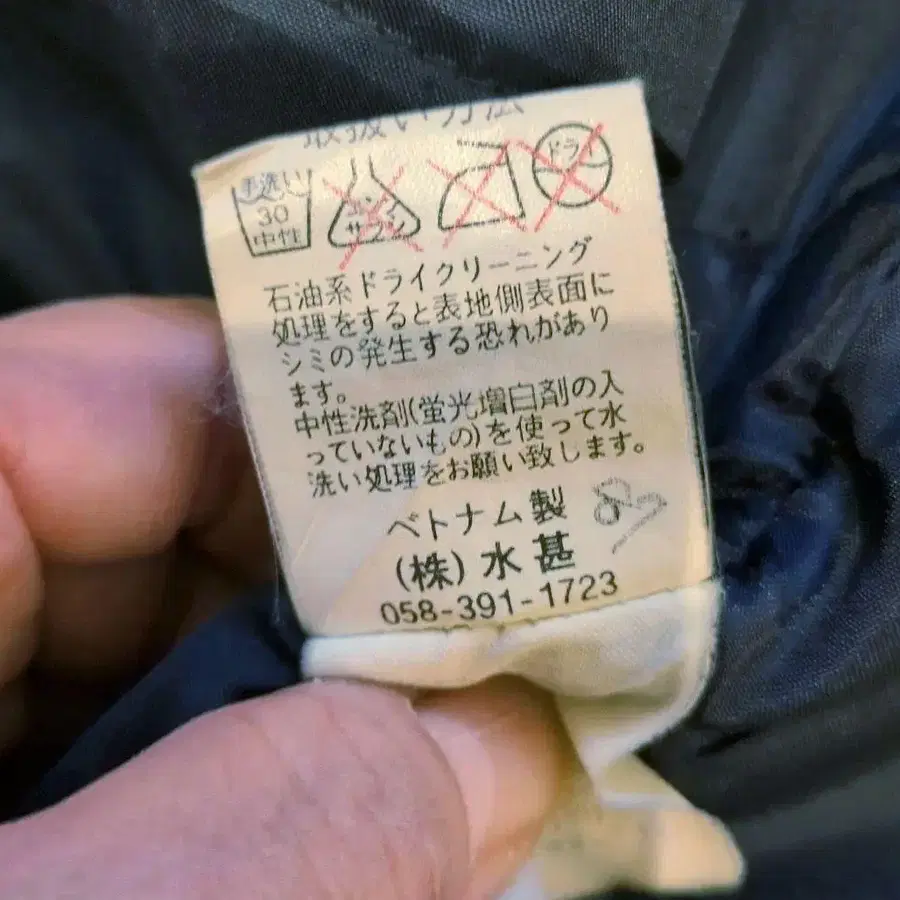 取扱い方法
手洗い
30
中性
エンソ
サラシ
ドライ
石油系ドライクリーニング
処理をすると表地側表面に
シミの発生する恐れがあり
ます。
中性洗剤(蛍光増白剤の入
っていないもの)を使って水
洗い処理をお願い致します。
ベトナム製
(株)水甚
058-391-1723